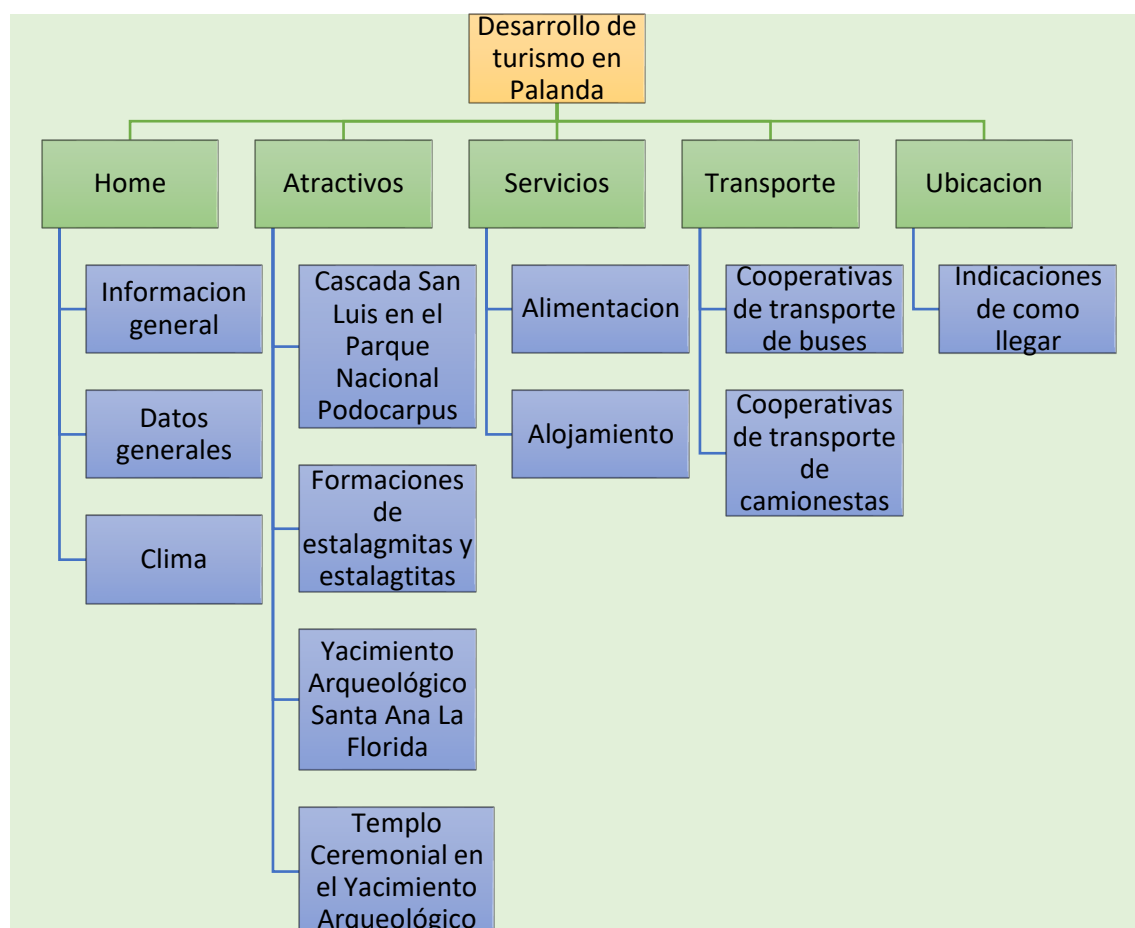 Desarrollo de
turismo en
Palanda
Home
Atractivos
Servicios
Transporte
Ubicacion
Informacion
general
Datos
generales
Clima
Cascada San
Luis en el
Parque
Nacional
Podocarpus
Formaciones
de
estalagmitas y
estalagtitas
Yacimiento
Arqueológico
Santa Ana La
Florida
Templo
Ceremonial en
el Yacimiento
Arqueológico
Alimentacion
Alojamiento
Cooperativas
de transporte
de buses
Cooperativas
de transporte
de
camionestas
Indicaciones
de como
llegar